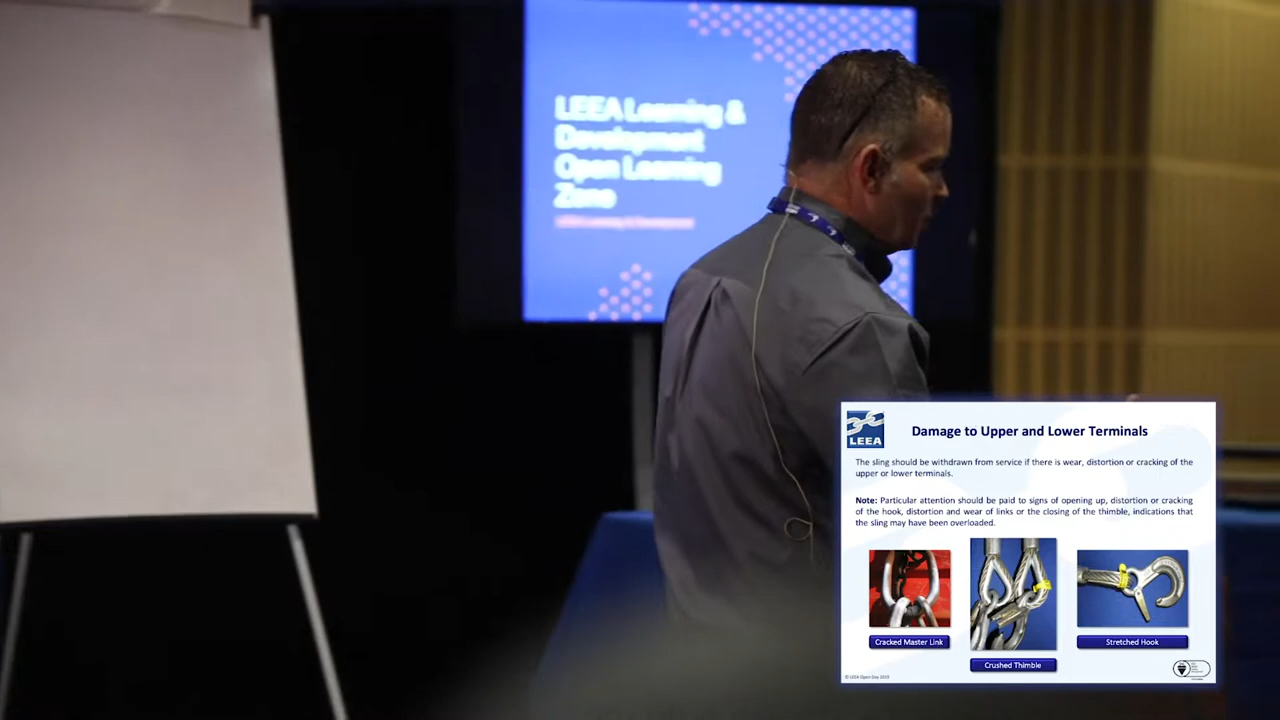 LEEA Learning &
Development
Open Learning
Zone
LEEA Learning & Development
LEEA
Damage to Upper and Lower Terminals
The sling should be withdrawn from service if there is wear, distortion or cracking of the
upper or lower terminals.
Note: Particular attention should be paid to signs of opening up, distortion or cracking
of the hook, distortion and wear of links or the closing of the thimble, indications that
the sling may have been overloaded.
Cracked Master Link
Crushed Thimble
Stretched Hook